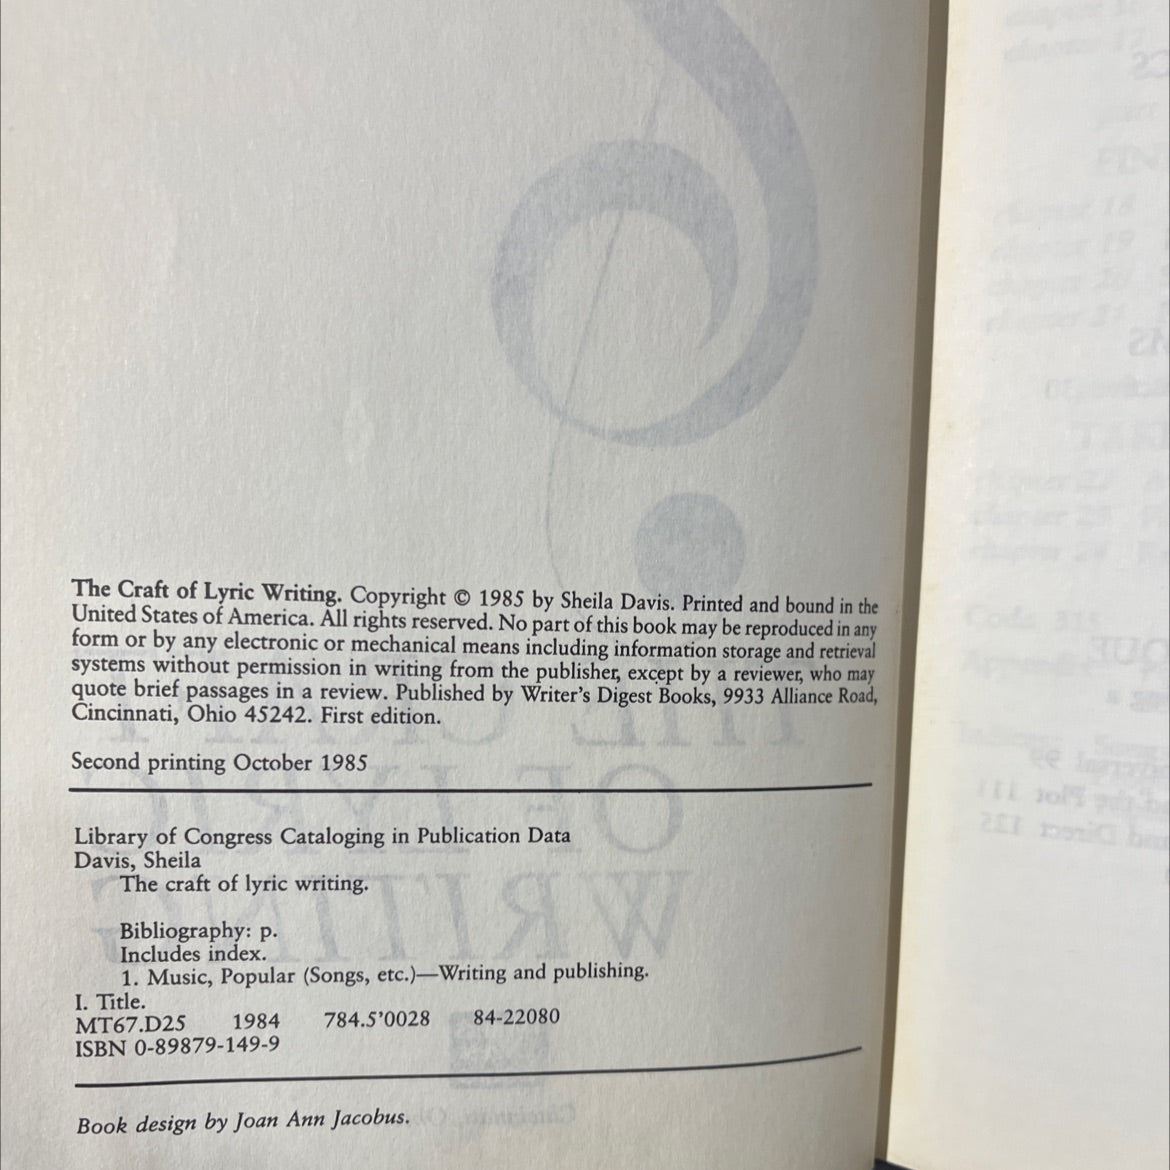 The Craft of Lyric Writing. Copyright © 1985 by Sheila Davis. Printed and bound in the
United States of America. All rights reserved. No part of this book may be reproduced in any
form or by any electronic or mechanical means including information storage and retrieval
systems without permission in writing from the publisher, except by a reviewer, who may
quote brief passages in a review. Published by Writer's Digest Books, 9933 Alliance Road,
Cincinnati, Ohio 45242. First edition.
Second printing October 1985
Library of Congress Cataloging in Publication Data
Davis, Sheila
The craft of lyric writing.
Bibliography: p.
Includes index.
1. Music, Popular (Songs, etc.)—Writing and publishing.
I. Title.
MT67.D25 1984 784.5'0028 84-22080
ISBN 0-89879-149-9
Book design by Joan Ann Jacobus.